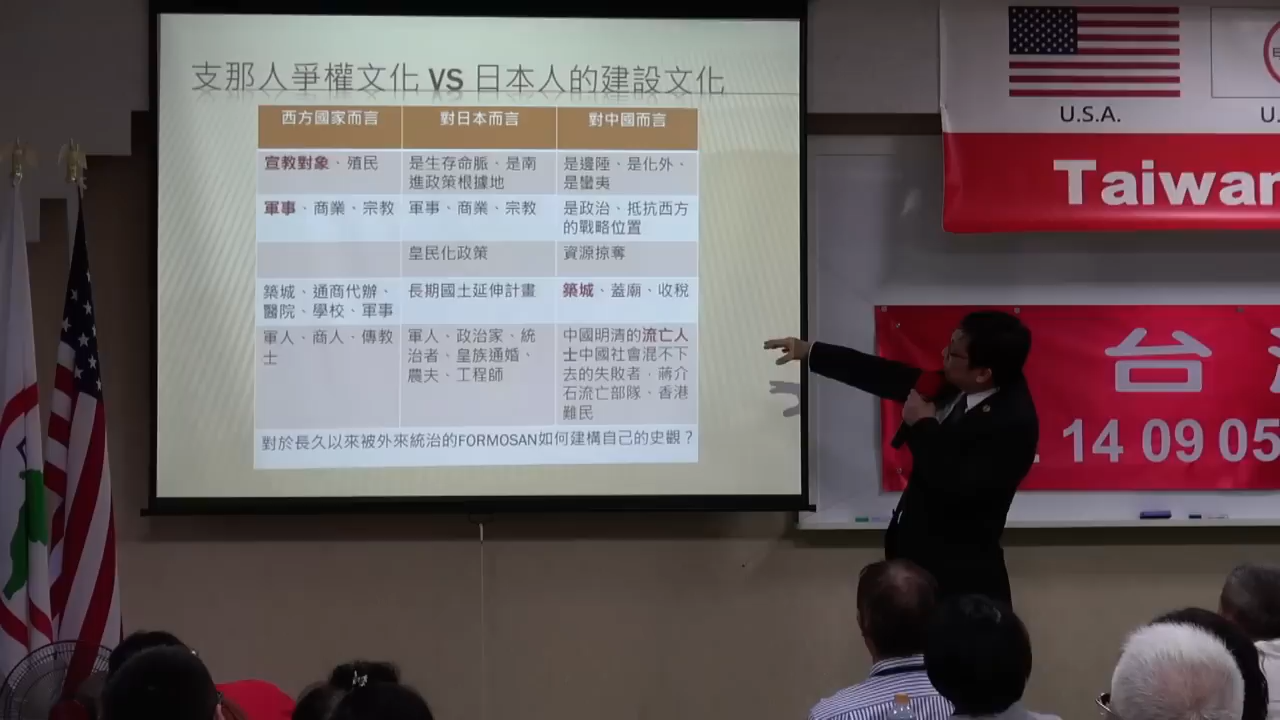 支那人爭權文化 VS 日本人的建設文化
西方國家而言
對日本而言
對中國而言
宣教對象、殖民
是生存命脈、是南
進政策根據地
是邊陲、是化外、
是蠻夷
軍事、商業、宗教
軍事、商業、宗教
是政治、抵抗西方
的戰略位置
皇民化政策
資源掠奪
築城、通商代辦、
醫院、學校、軍事
長期國土延伸計畫
築城、蓋廟、收稅
軍人、商人、傳教
士
軍人、政治家、統
治者、皇族通婚、
農夫、工程師
中國明清的流亡人
士中國社會混不下
去的失敗者，蔣介
石流亡部隊、香港
難民
對於長久以來被外來統治的FORMOSAN如何建構自己的史觀？
U.S.A.
U.
Taiwan
台
14 09 05